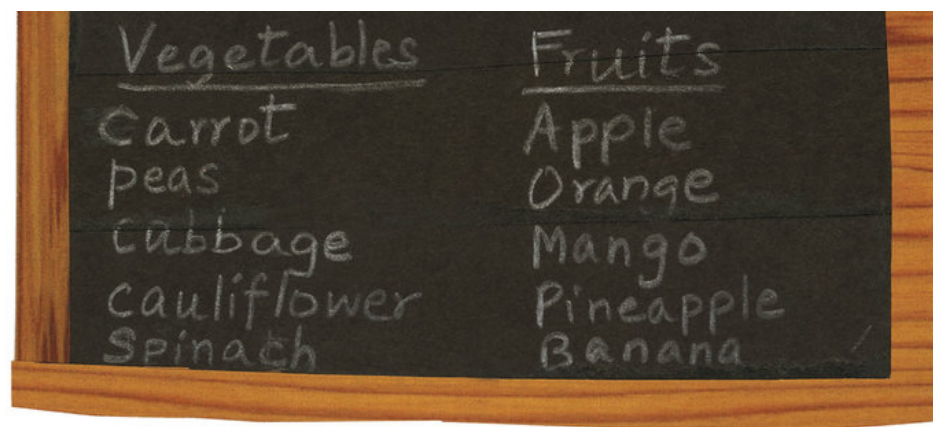 Vegetables
Carrot
peas
cabbage
cauliflower
Spinach
Fruits
Apple
Orange
Mango
Pineapple
Banana